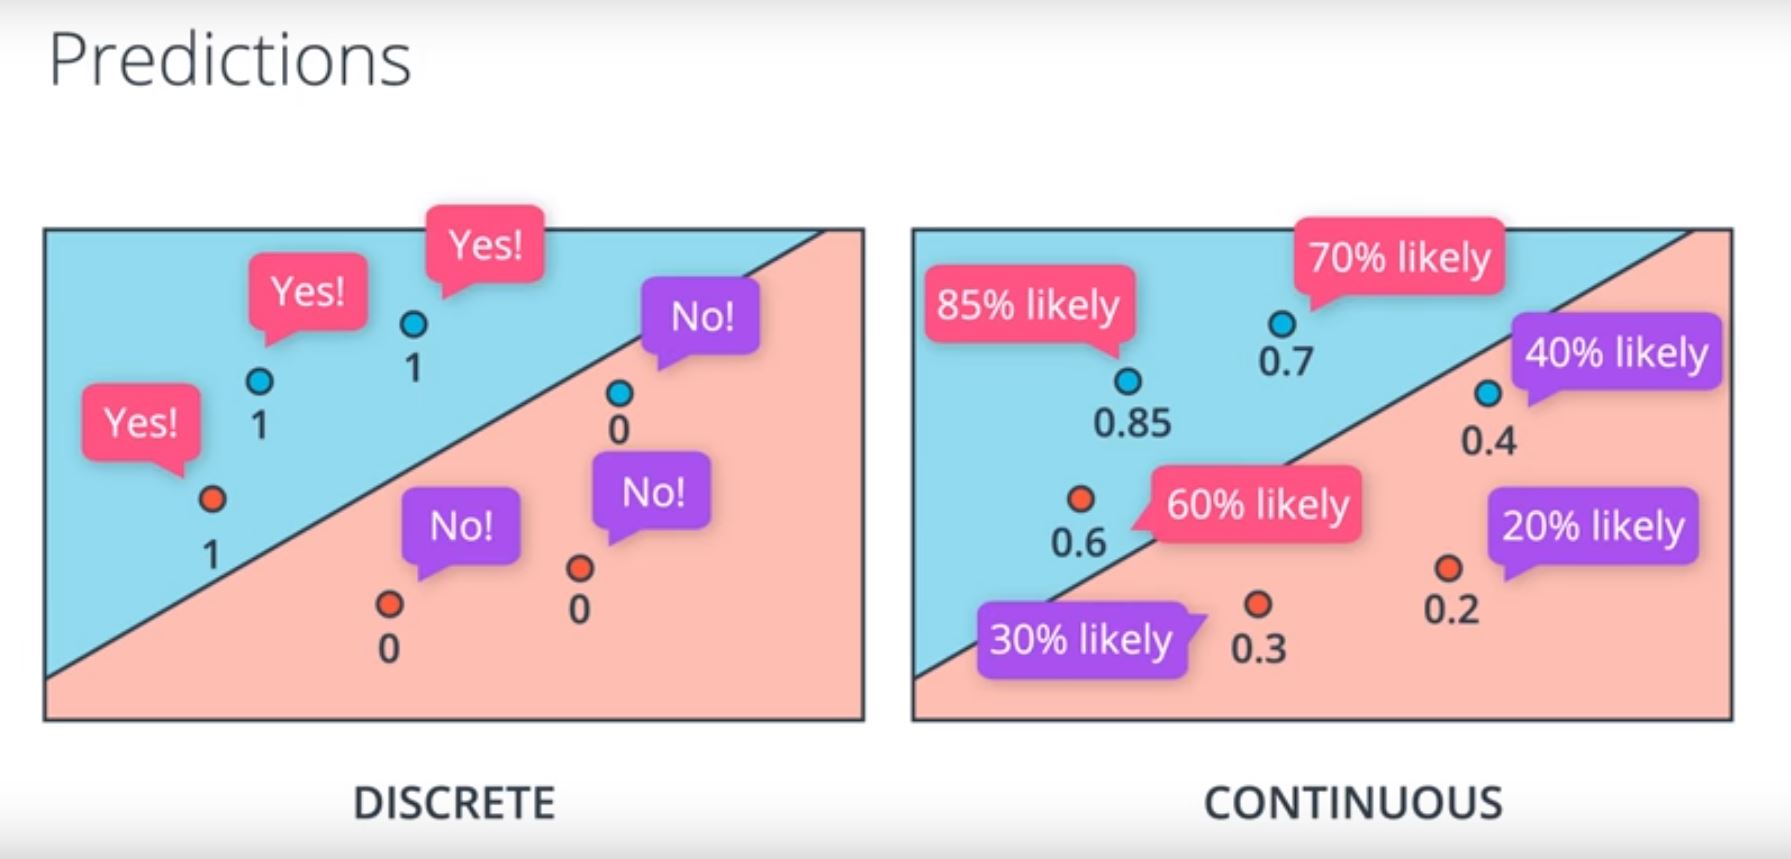 Predictions
Yes!
Yes!
1
No!
1
Yes!
0
No!
No!
1
0
0
DISCRETE
70% likely
85% likely
0.7
40% likely
0.85
0.4
60% likely
0.6
20% likely
0.2
30% likely
0.3
CONTINUOUS